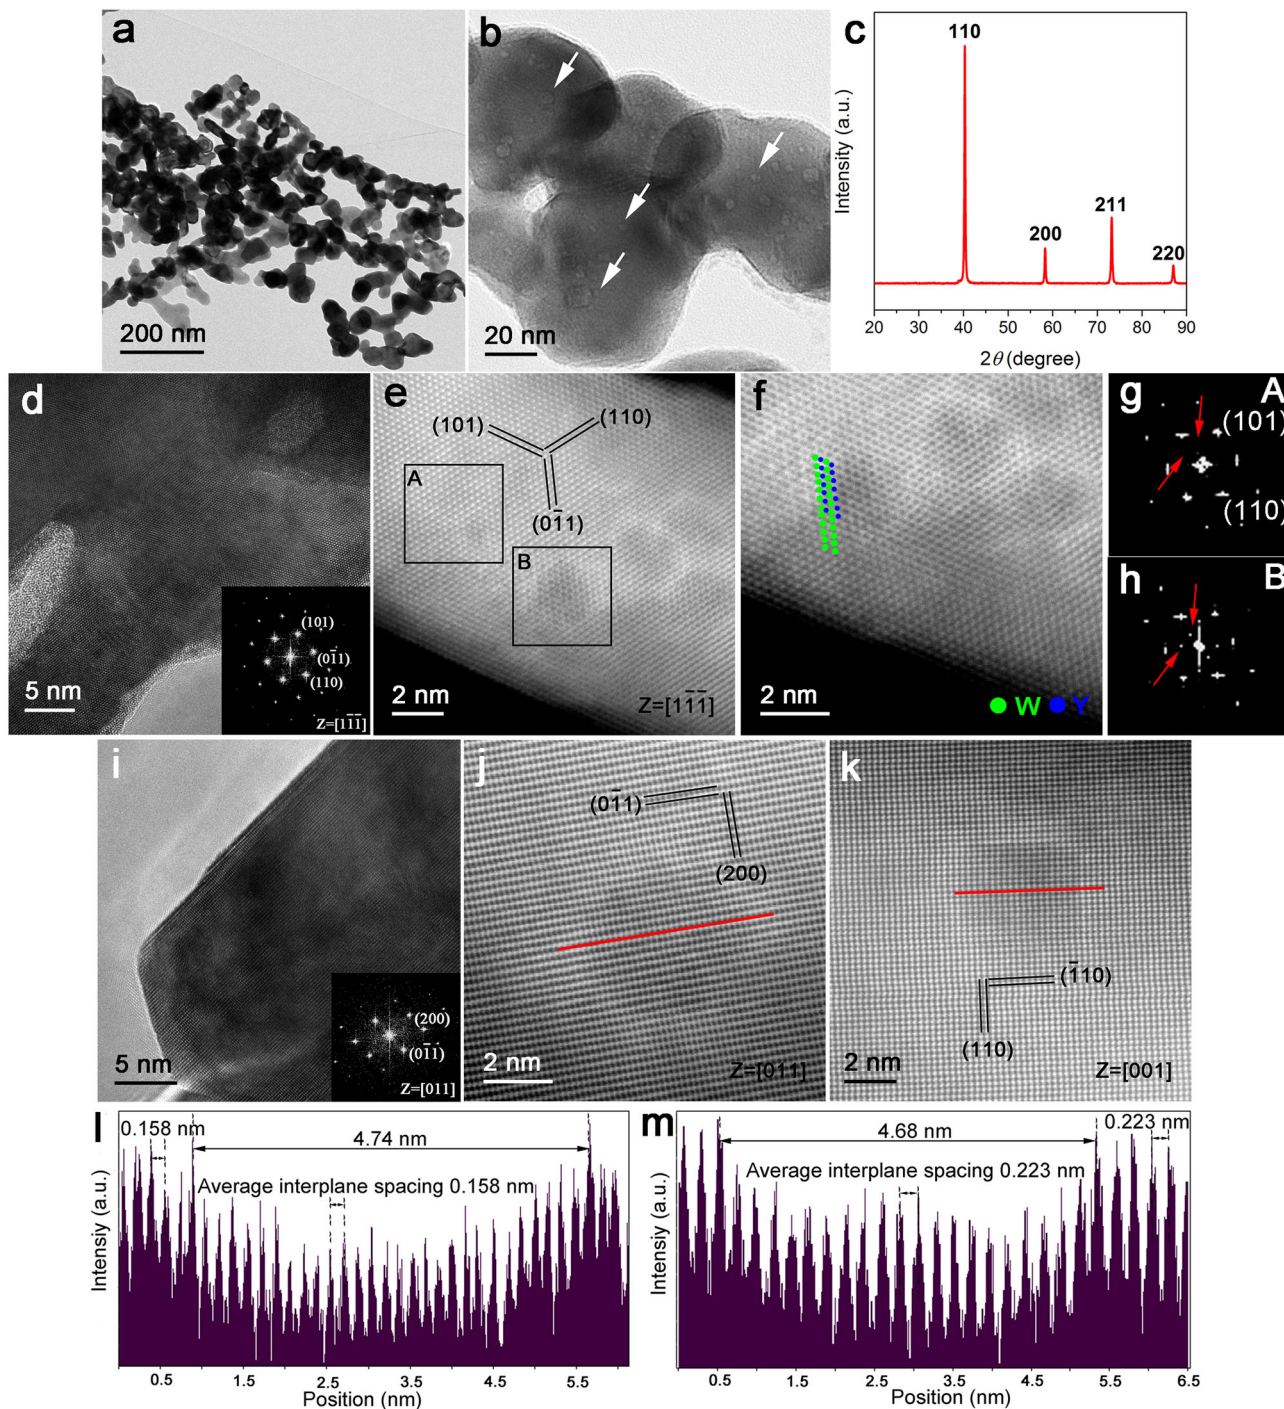 a
200 nm
b
20 nm
c
110
200
211
220
Intensity (a.u.)
20 30 40 50 60 70 80 90
2θ (degree)
d
(101)
(01̄1)
(110)
Z=[11̄1̄]
5 nm
e
(101)
(110)
(01̄1)
A
B
2 nm
Z=[11̄1̄]
f
2 nm
W
Y
g
A
(101)
(110)
h
B
i
(200)
(01̄1)
Z=[011]
5 nm
j
(01̄1)
(200)
2 nm
Z=[011]
k
(1̄10)
(110)
2 nm
Z=[001]
l
0.158 nm
4.74 nm
Average interplane spacing 0.158 nm
Intensiy (a.u.)
0.5 1.5 2.5 3.5 4.5 5.5
Position (nm)
m
4.68 nm
0.223 nm
Average interplane spacing 0.223 nm
Intensiy (a.u.)
0.5 1.5 2.5 3.5 4.5 5.5 6.5
Position (nm)